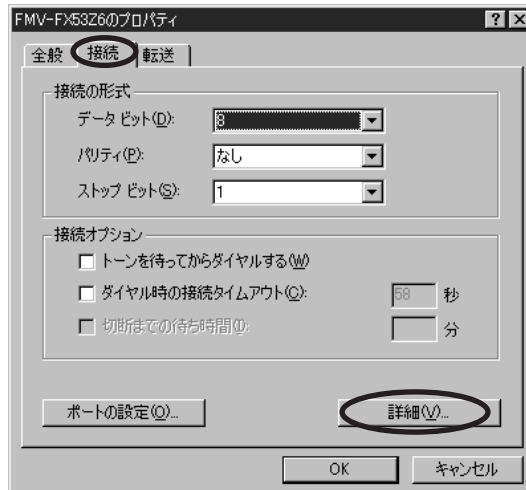 FMV-FX53Z6のプロパティ
全般 接続 転送
接続の形式
データ ビット(D): 8
パリティ(P): なし
ストップ ビット(S): 1
接続オプション
トーンを待ってからダイヤルする(W)
ダイヤル時の接続タイムアウト(C): 58 秒
切断までの待ち時間(I): 分
ポートの設定(O)... 詳細(V)...
OK キャンセル